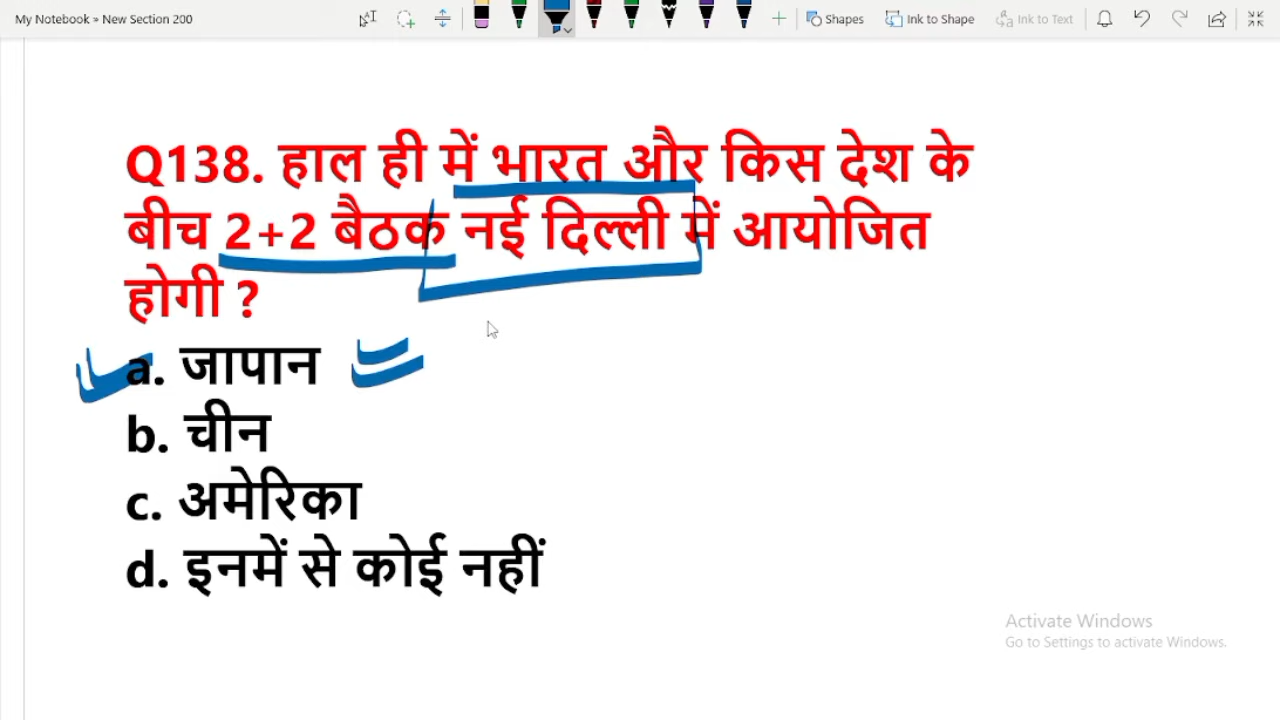 My Notebook » New Section 200
Shapes
Ink to Shape
Ink to Text
Q138. हाल ही में भारत और किस देश के
बीच 2+2 बैठक नई दिल्ली में आयोजित
होगी ?
a. जापान
b. चीन
c. अमेरिका
d. इनमें से कोई नहीं
Activate Windows
Go to Settings to activate Windows.